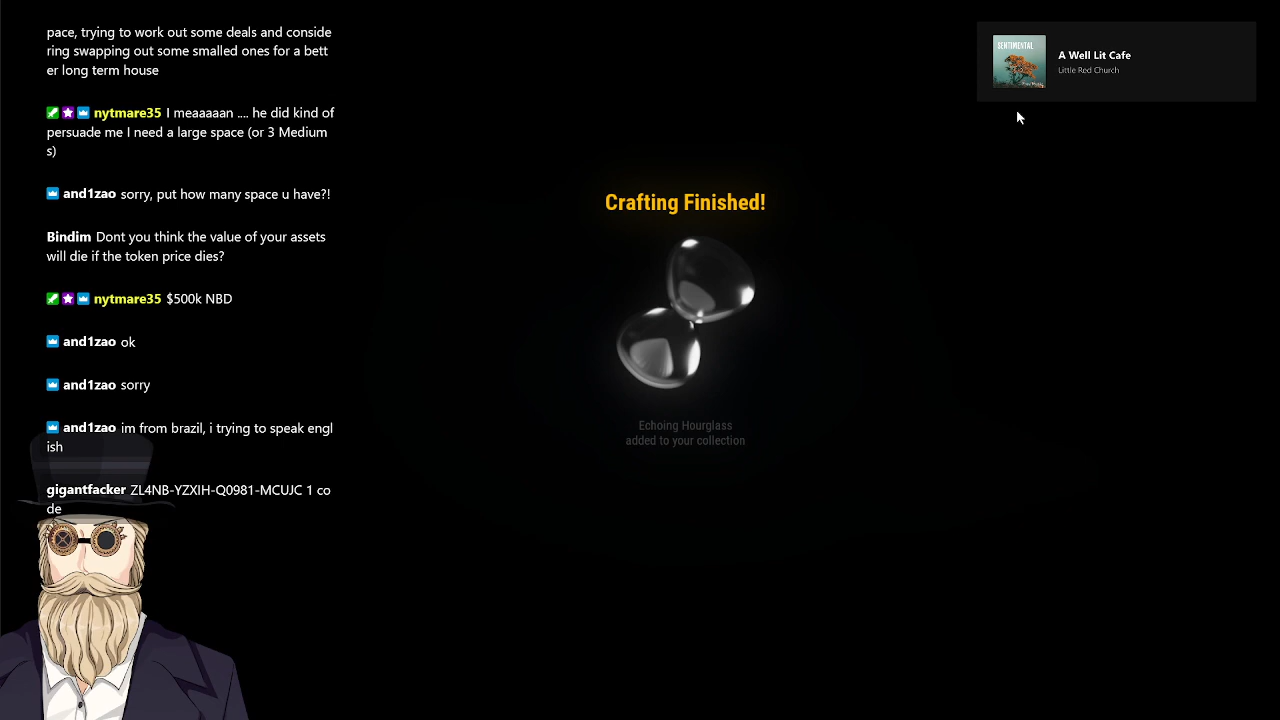 pace, trying to work out some deals and conside
ring swapping out some smalled ones for a bett
er long term house
nytmare35 I meaaaaan .... he did kind of
persuade me I need a large space (or 3 Medium
s)
and1zao sorry, put how many space u have?!
Bindim Dont you think the value of your assets
will die if the token price dies?
nytmare35 $500k NBD
and1zao ok
and1zao sorry
and1zao im from brazil, i trying to speak engl
ish
gigantfacker ZL4NB-YZXIH-Q0981-MCUJC 1 co
de
Crafting Finished!
Echoing Hourglass
added to your collection
SENTIMENTAL
A Well Lit Cafe
Little Red Church